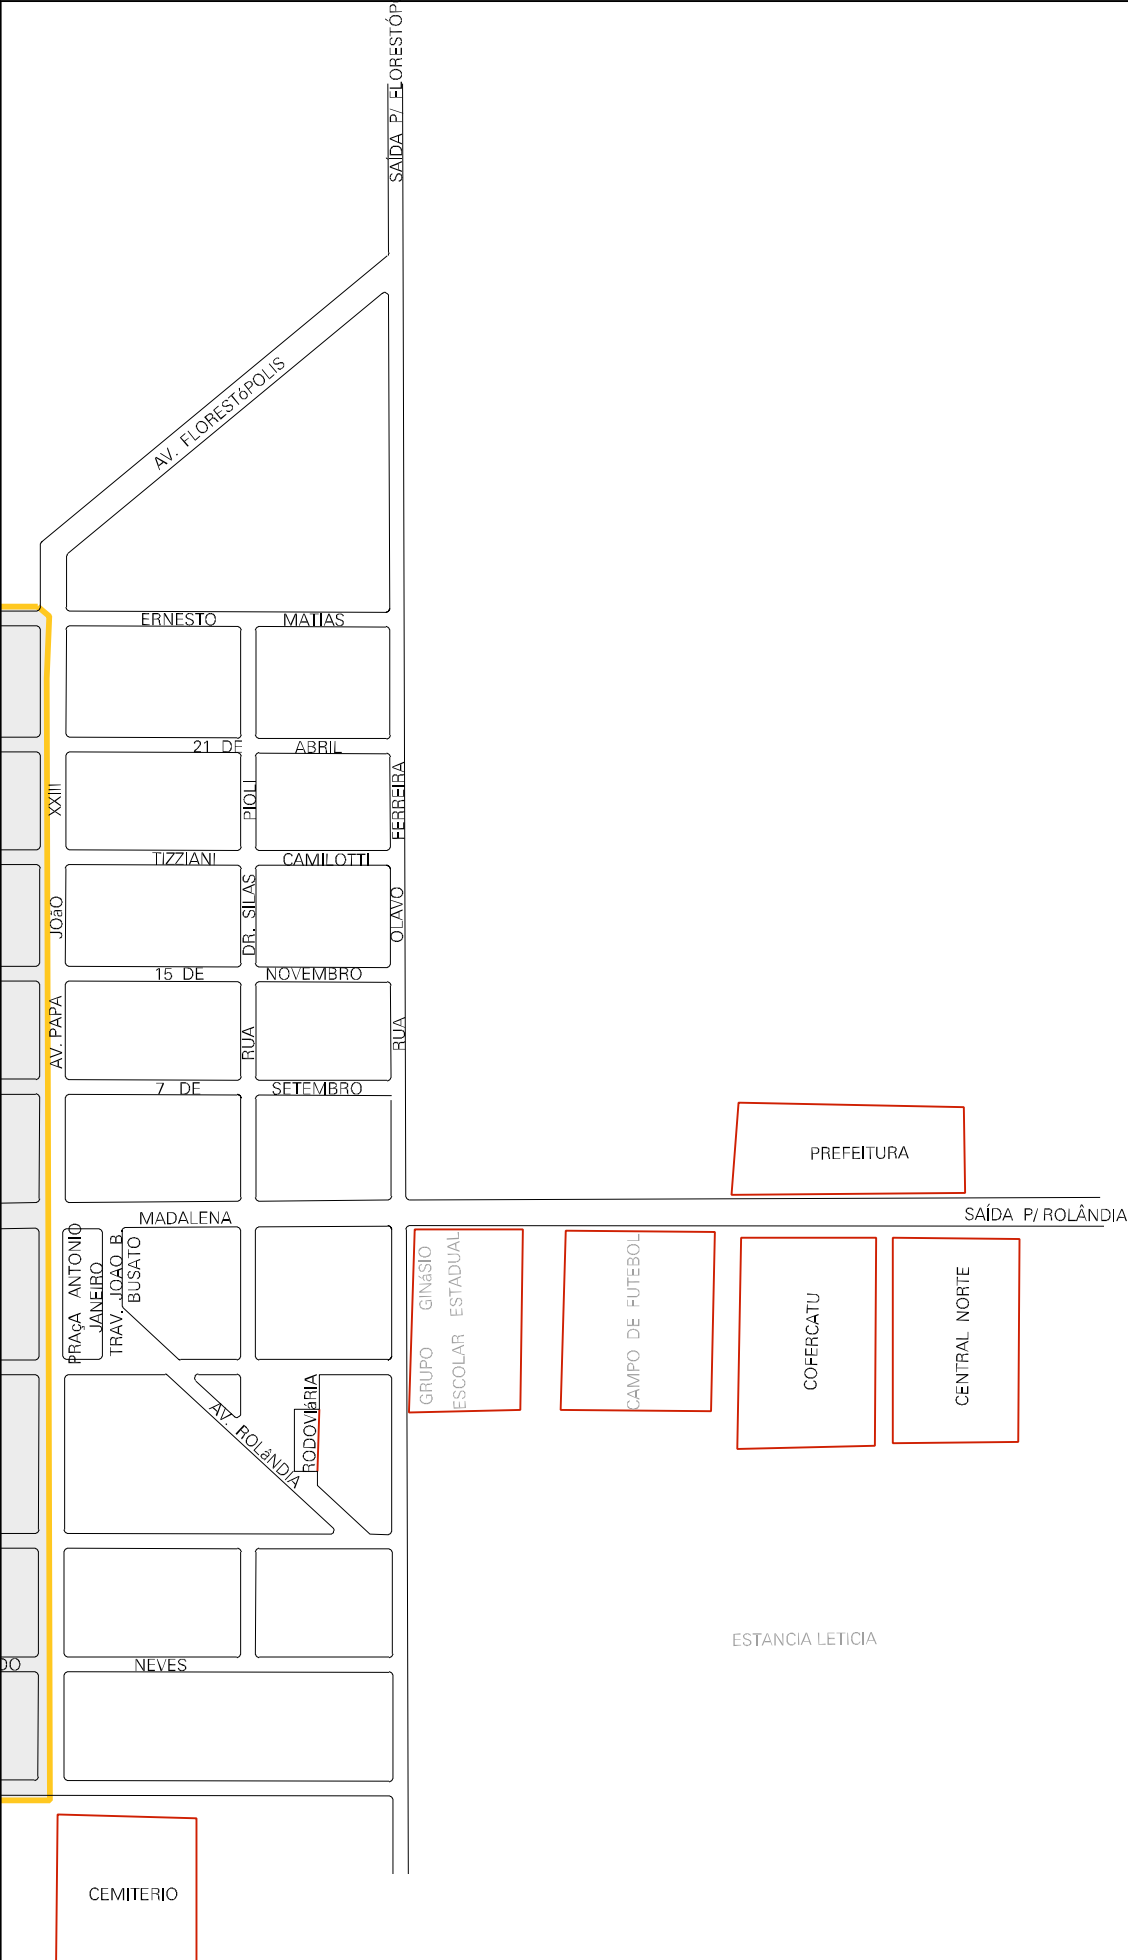 SAÍDA P/ FLORESTÓP
AV. FLORESTóPOLIS
ERNESTO MATIAS
21 DE ABRIL
XXIII
PIOLI
FERREIRA
TIZZIANI CAMILOTTI
JOãO
DR. SILAS
OLAVO
15 DE NOVEMBRO
AV. PAPA
RUA
RUA
7 DE SETEMBRO
PREFEITURA
MADALENA
SAÍDA P/ ROLÂNDIA
PRAçA ANTONIO
JANEIRO
TRAV. JOAO B.
BUSATO
GRUPO GINáSIO
ESCOLAR ESTADUAL
CAMPO DE FUTEBOL
COFERCATU
CENTRAL NORTE
AV. ROLâNDIA
RODOVIáRIA
ESTANCIA LETICIA
DO NEVES
CEMITERIO